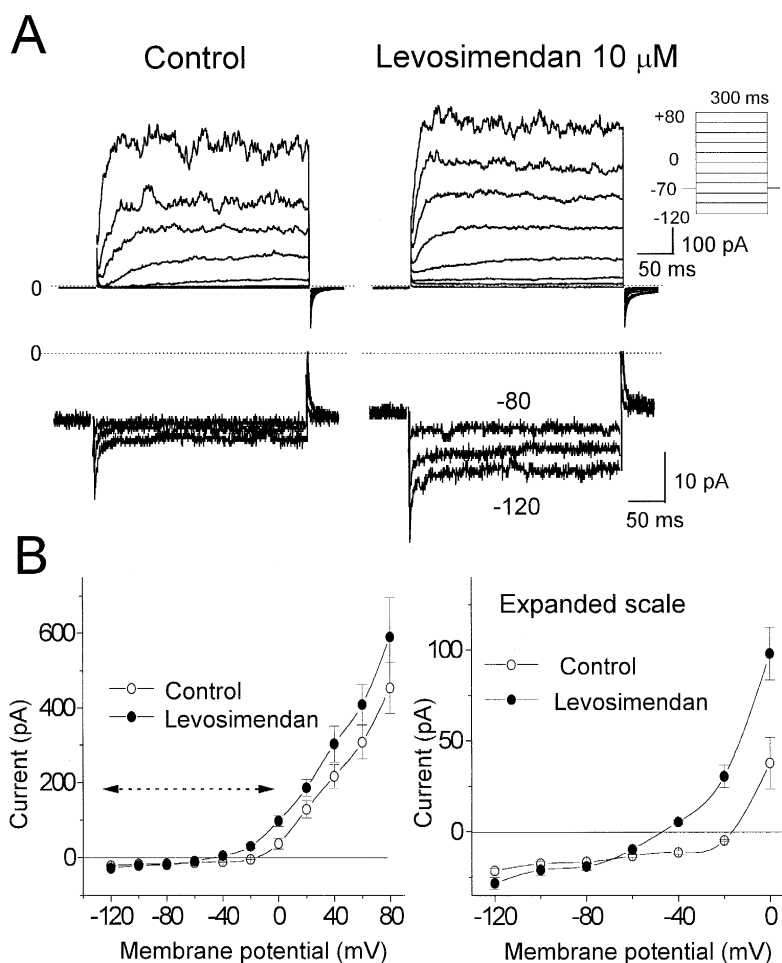 A
Control
Levosimendan 10 μM
300 ms
+80
0
-70
-120
100 pA
50 ms
0
0
-80
-120
10 pA
50 ms
B
600
400
200
0
Current (pA)
Control
Levosimendan
-120 -80 -40 0 40 80
Membrane potential (mV)
Expanded scale
100
50
0
Current (pA)
Control
Levosimendan
-120 -80 -40 0
Membrane potential (mV)